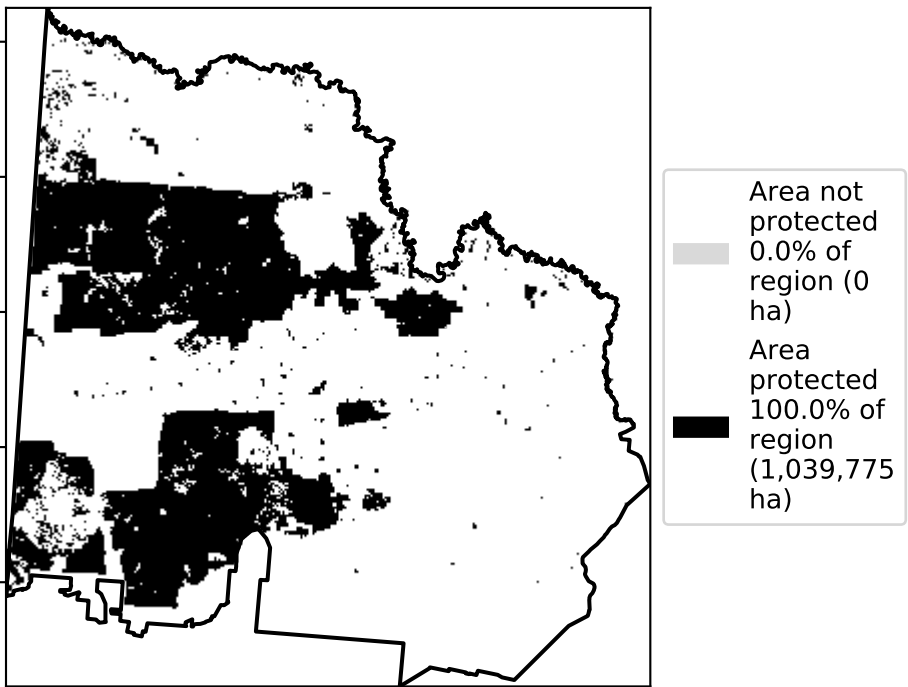 Area not
protected
0.0% of
region (0
ha)
Area
protected
100.0% of
region
(1,039,775
ha)